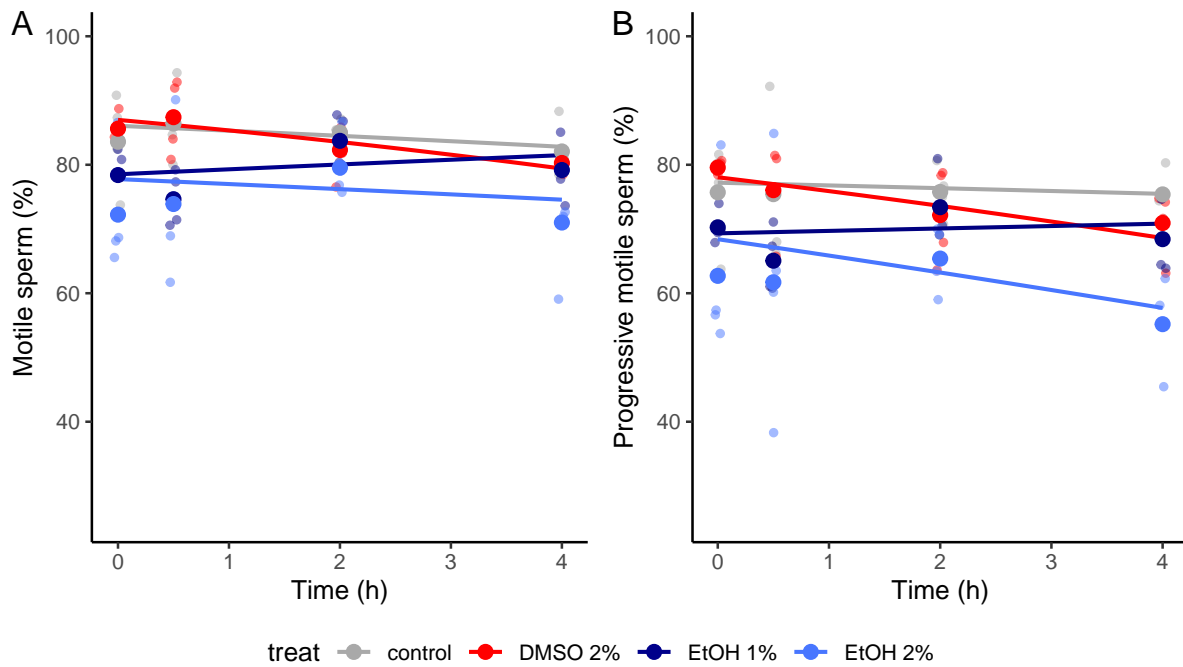 A
B
Motile sperm (%)
100
80
60
40
0
1
2
3
4
Time (h)
Progressive motile sperm (%)
100
80
60
40
0
1
2
3
4
Time (h)
treat control DMSO 2% EtOH 1% EtOH 2%